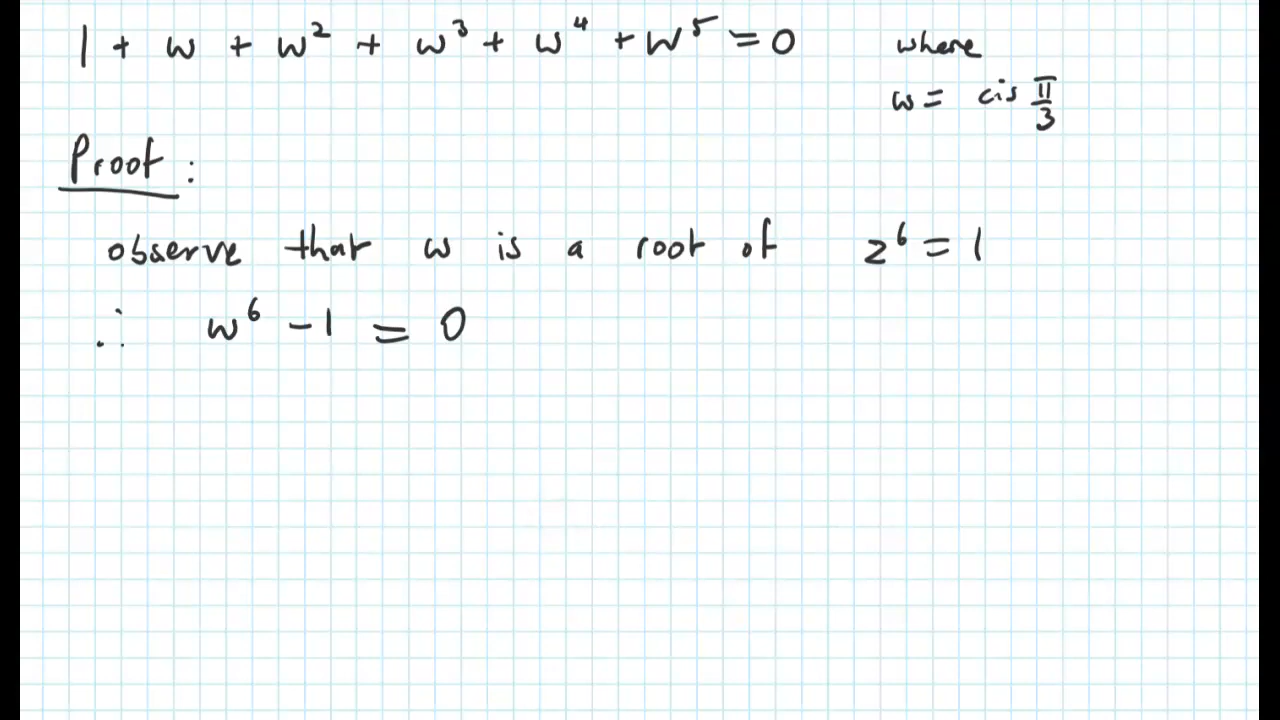 1 + w + w² + w³ + w⁴ + w⁵ = 0 where
w = cis π/3
Proof:
observe that w is a root of z⁶ = 1
∴ w⁶ - 1 = 0